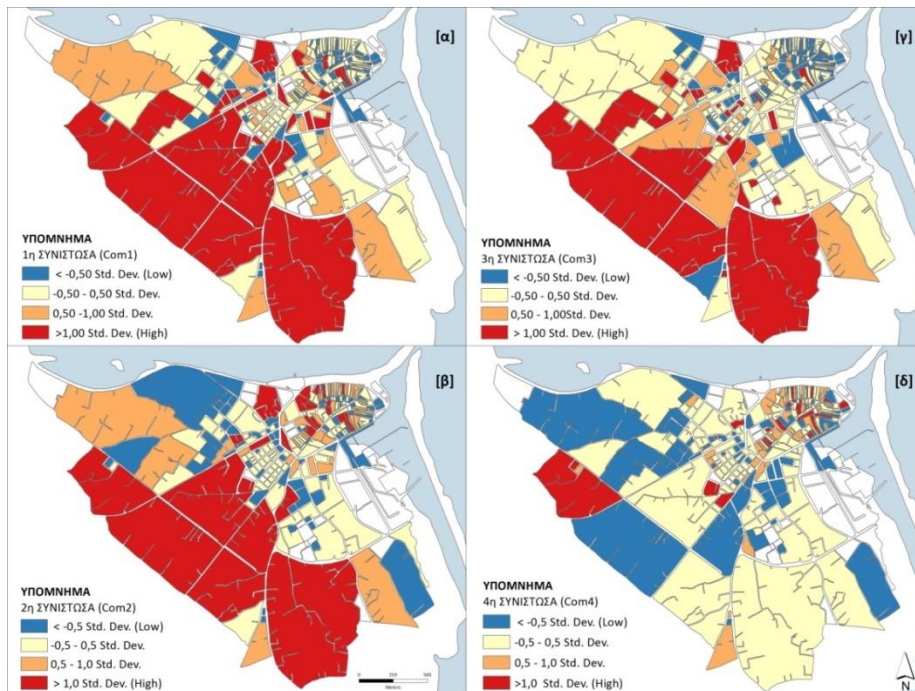 [α]
ΥΠΟΜΝΗΜΑ
1η ΣΥΝΙΣΤΩΣΑ (Com1)
< -0,50 Std. Dev. (Low)
-0,50 - 0,50 Std. Dev.
0,50 -1,00 Std. Dev.
>1,00 Std. Dev. (High)
[γ]
ΥΠΟΜΝΗΜΑ
3η ΣΥΝΙΣΤΩΣΑ (Com3)
< -0,50 Std. Dev. (Low)
-0,50 - 0,50 Std. Dev.
0,50 - 1,00Std. Dev.
> 1,00 Std. Dev. (High)
[β]
ΥΠΟΜΝΗΜΑ
2η ΣΥΝΙΣΤΩΣΑ (Com2)
< -0,5 Std. Dev. (Low)
-0,5 - 0,5 Std. Dev.
0,5 - 1,0 Std. Dev.
> 1,0 Std. Dev. (High)
0 250 500
Meters
[δ]
ΥΠΟΜΝΗΜΑ
4η ΣΥΝΙΣΤΩΣΑ (Com4)
< -0,5 Std. Dev. (Low)
-0,5 - 0,5 Std. Dev.
0,5 - 1,0 Std. Dev.
>1,0 Std. Dev. (High)
N